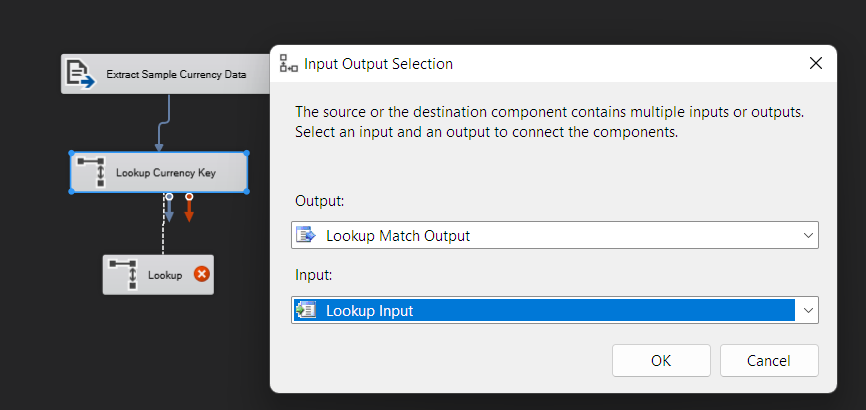 Extract Sample Currency Data
Lookup Currency Key
Lookup
Input Output Selection
The source or the destination component contains multiple inputs or outputs.
Select an input and an output to connect the components.
Output:
Lookup Match Output
Input:
Lookup Input
OK
Cancel